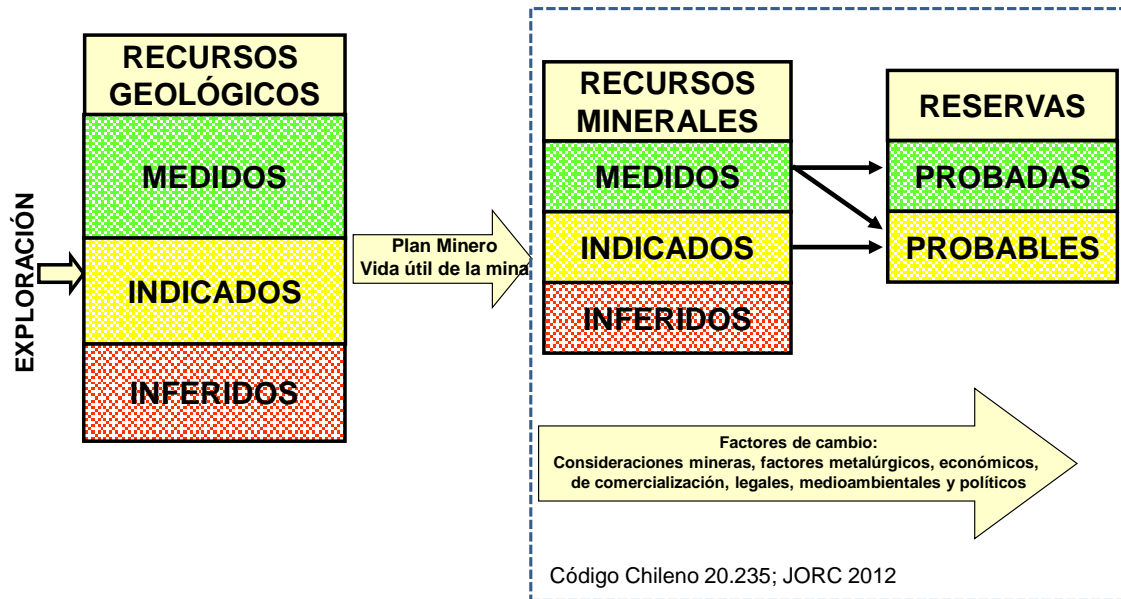 EXPLORACIÓN
RECURSOS
GEOLÓGICOS
MEDIDOS
INDICADOS
INFERIDOS
Plan Minero
Vida útil de la mina
RECURSOS
MINERALES
MEDIDOS
INDICADOS
INFERIDOS
RESERVAS
PROBADAS
PROBABLES
Factores de cambio:
Consideraciones mineras, factores metalúrgicos, económicos,
de comercialización, legales, medioambientales y políticos
Código Chileno 20.235; JORC 2012